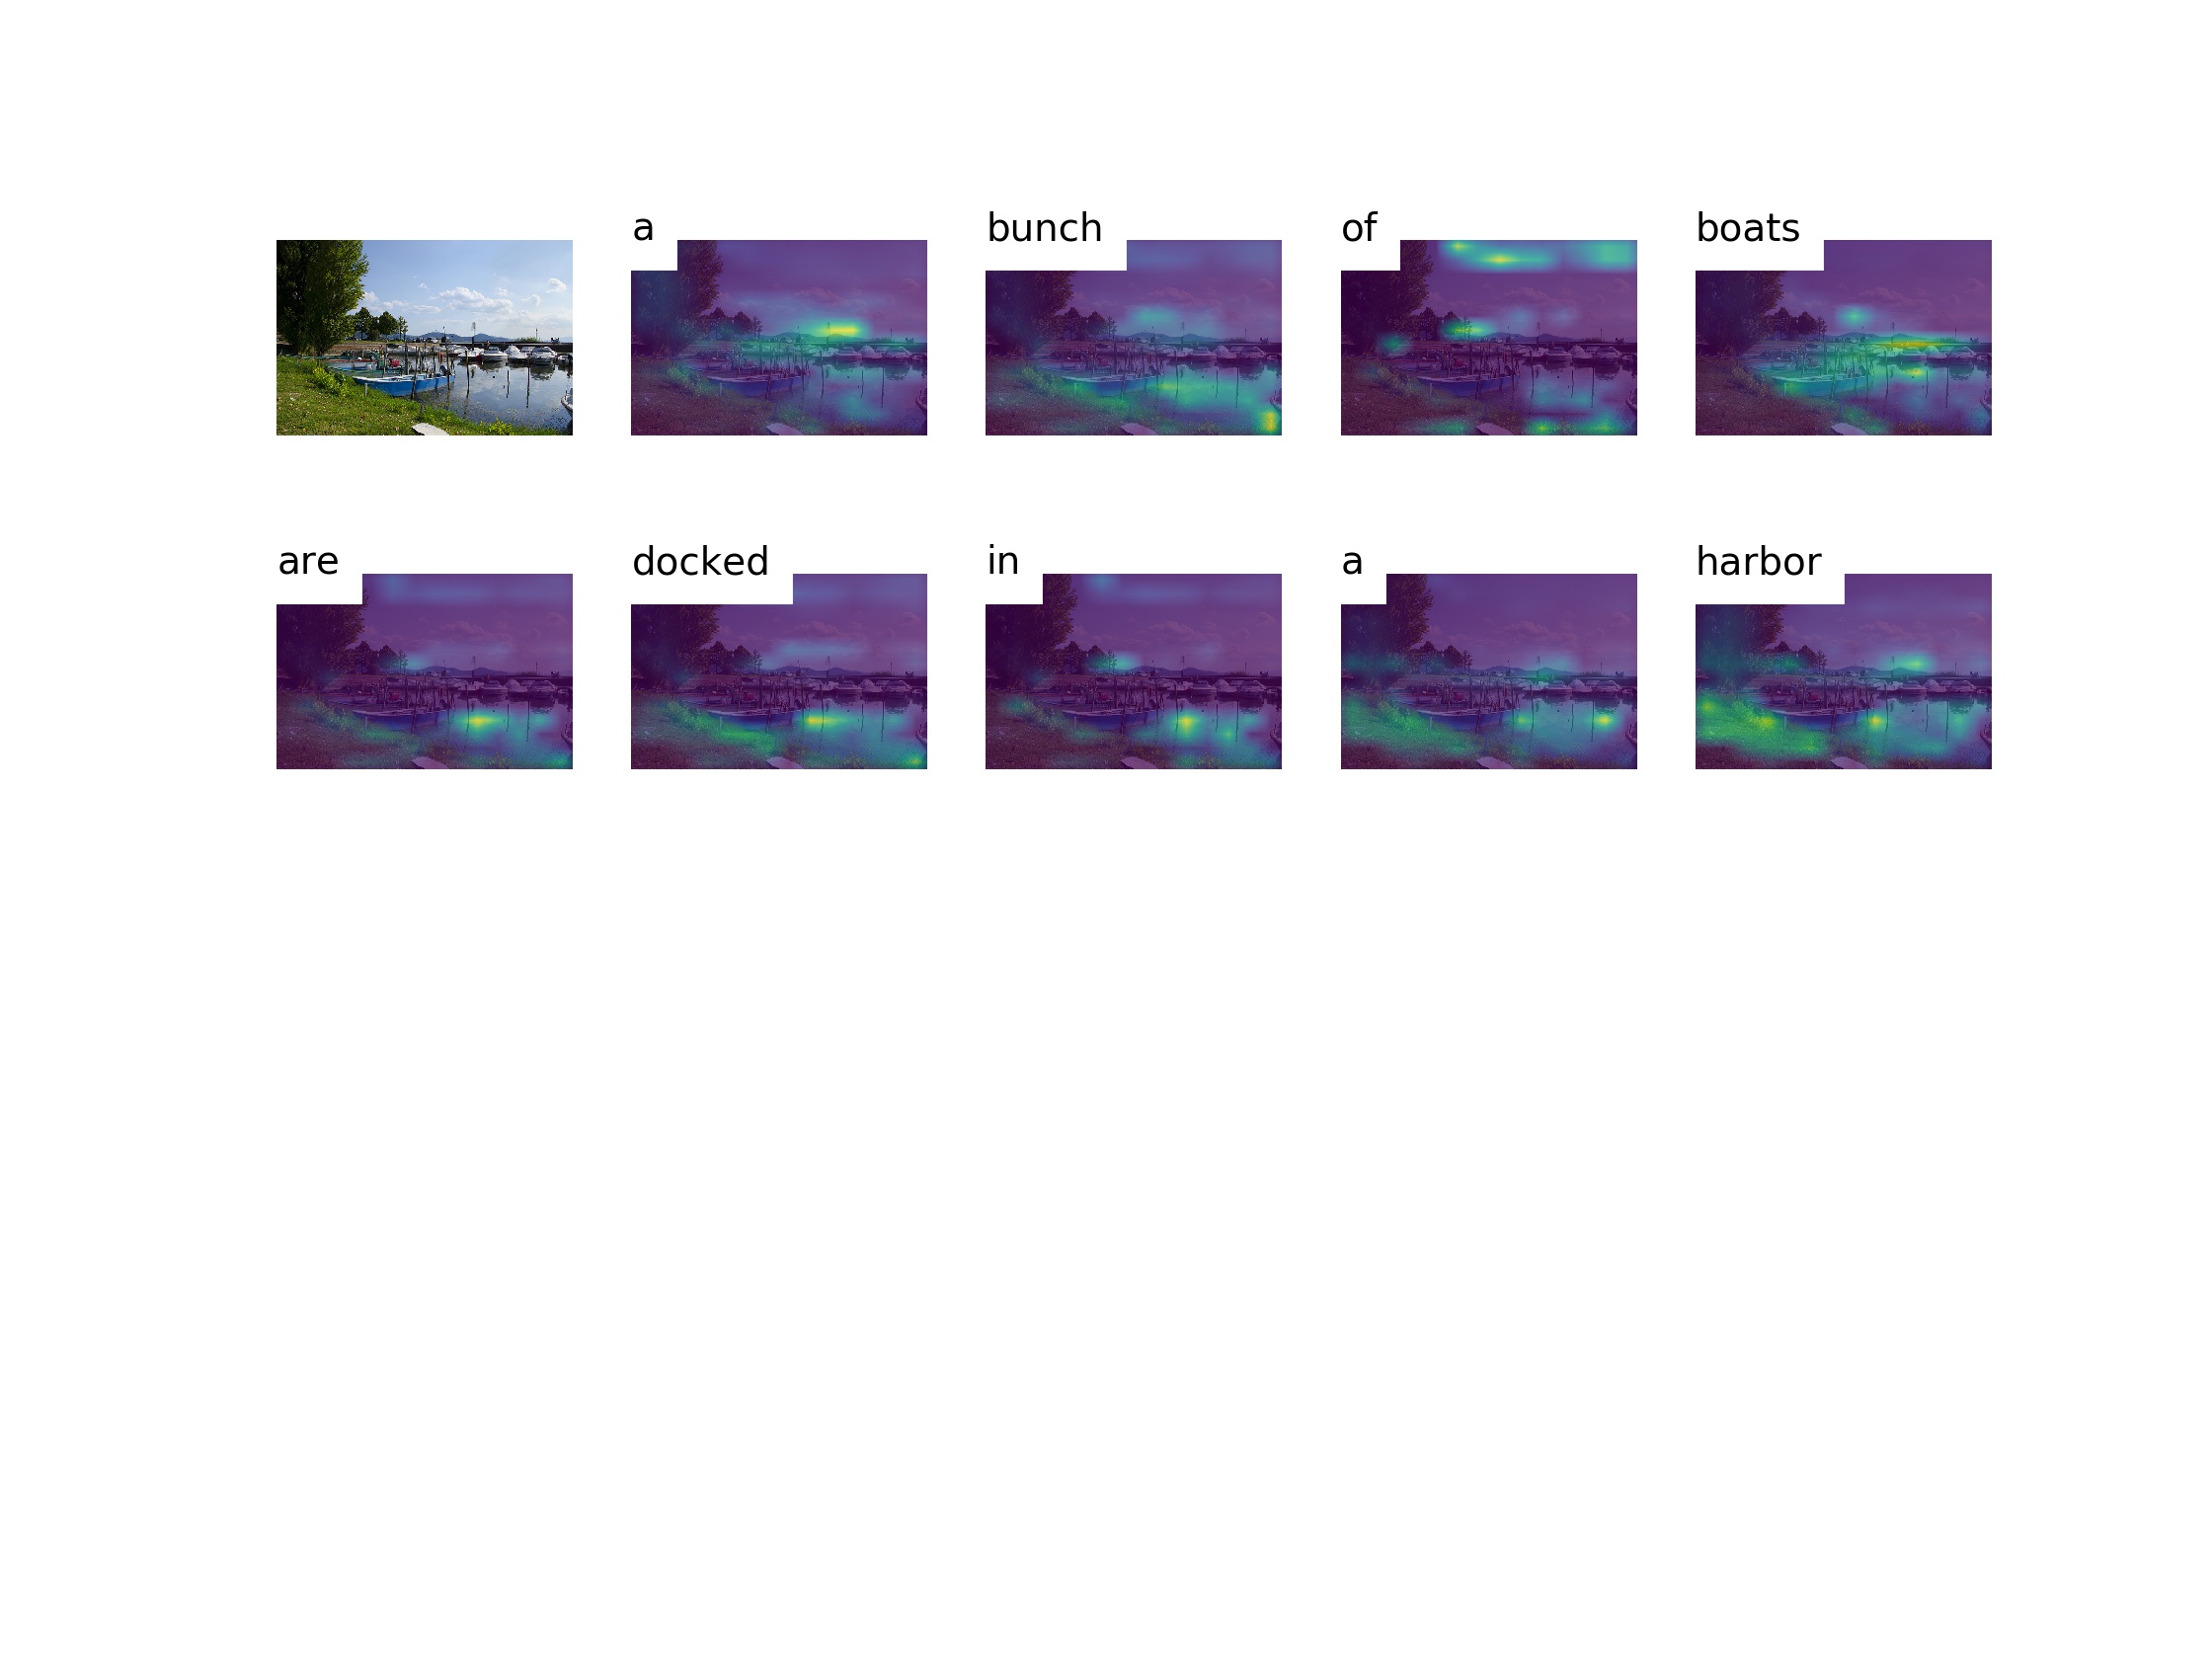 a
bunch
of
boats
are
docked
in
a
harbor